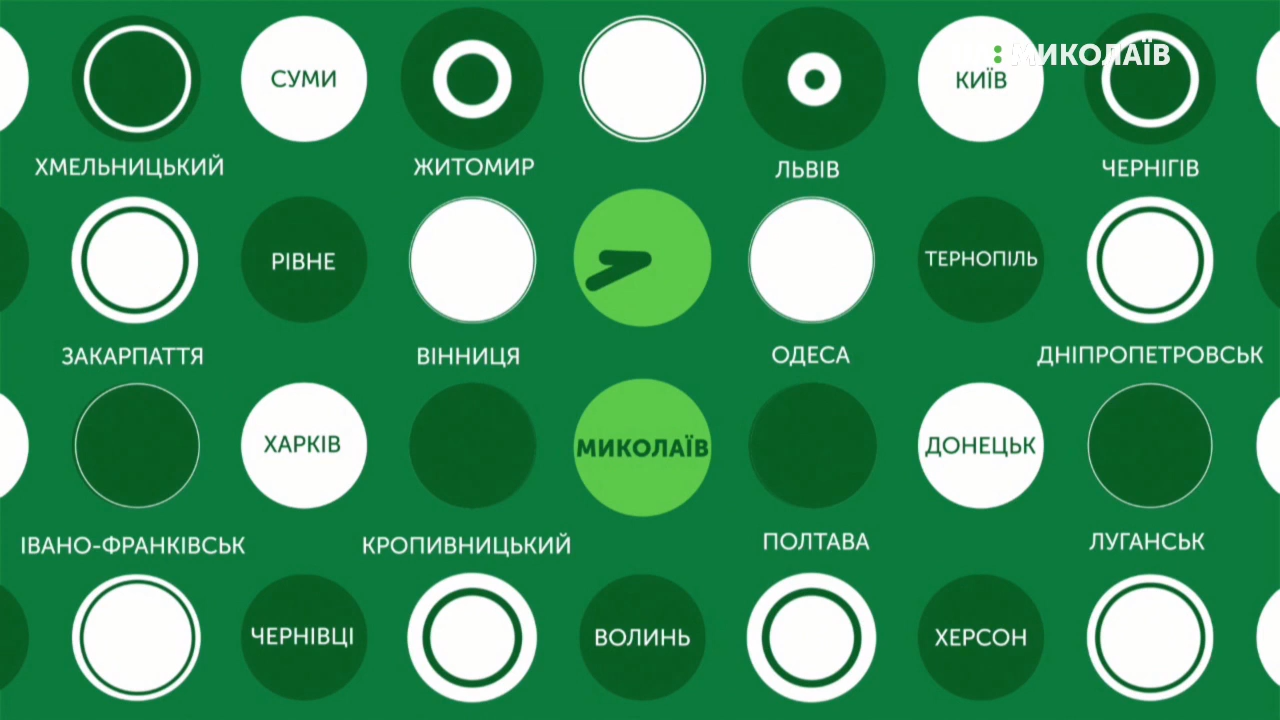 :МИКОЛАЇВ
СУМИ
КИЇВ
ХМЕЛЬНИЦЬКИЙ
ЖИТОМИР
ЛЬВІВ
ЧЕРНІГІВ
РІВНЕ
ТЕРНОПІЛЬ
ЗАКАРПАТТЯ
ВІННИЦЯ
ОДЕСА
ДНІПРОПЕТРОВСЬК
ХАРКІВ
МИКОЛАЇВ
ДОНЕЦЬК
ІВАНО-ФРАНКІВСЬК
КРОПИВНИЦЬКИЙ
ПОЛТАВА
ЛУГАНСЬК
ЧЕРНІВЦІ
ВОЛИНЬ
ХЕРСОН